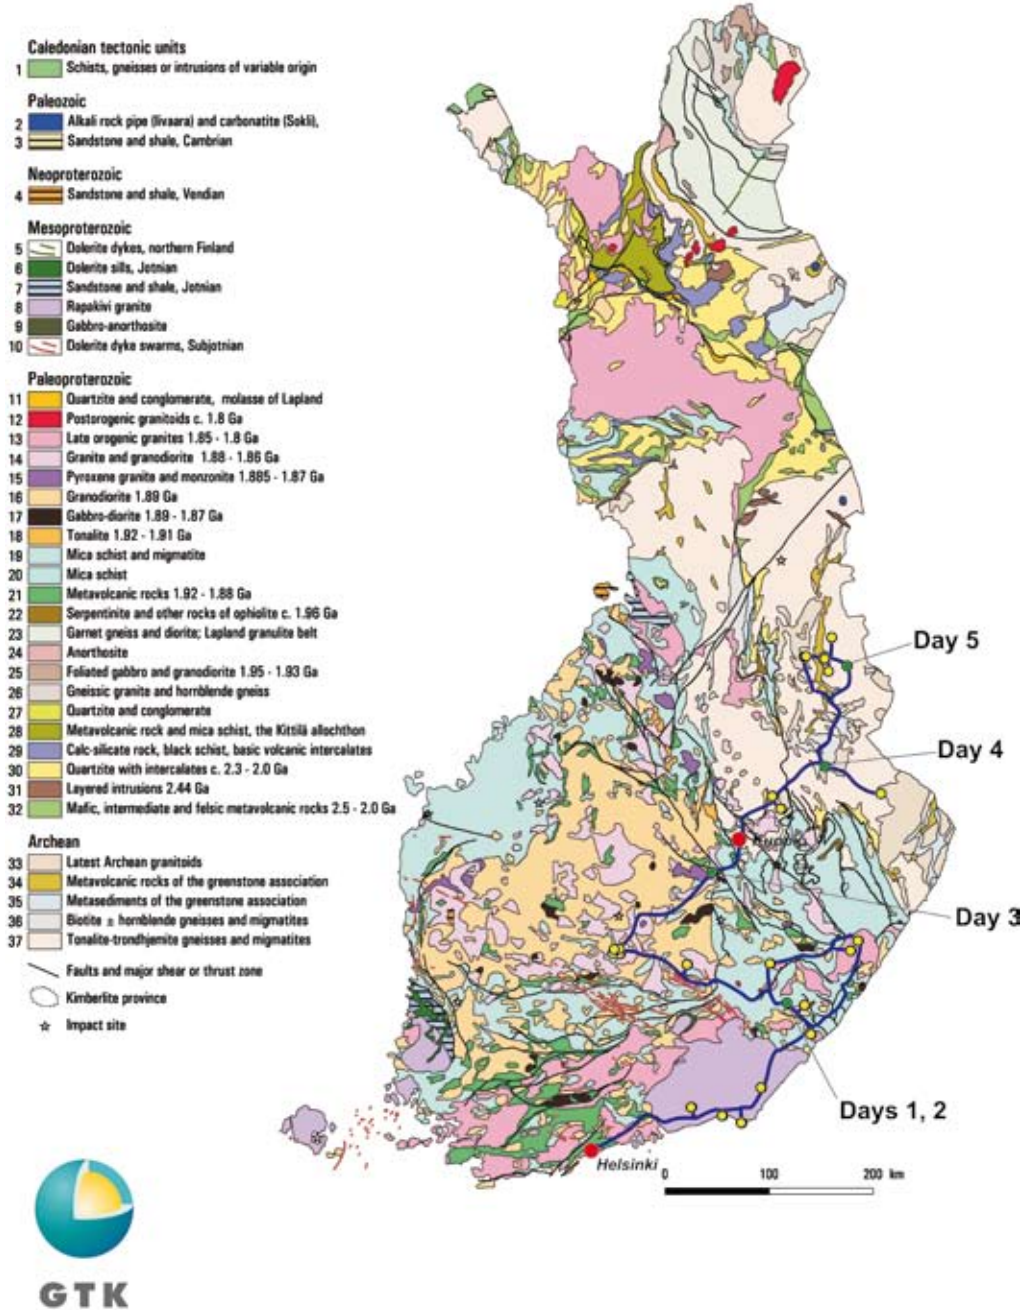 Caledonian tectonic units
1 Schists, gneisses or intrusions of variable origin
Paleozoic
2 Alkali rock pipe (Iivaara) and carbonatite (Sokli),
3 Sandstone and shale, Cambrian
Neoproterozoic
4 Sandstone and shale, Vendian
Mesoproterozoic
5 Dolerite dykes, northern Finland
6 Dolerite sills, Jotnian
7 Sandstone and shale, Jotnian
8 Rapakivi granite
9 Gabbro-anorthosite
10 Dolerite dyke swarms, Subjotnian
Paleoproterozoic
11 Quartzite and conglomerate, molasse of Lapland
12 Postorogenic granitoids c. 1.8 Ga
13 Late orogenic granites 1.85 - 1.8 Ga
14 Granite and granodiorite 1.88 - 1.86 Ga
15 Pyroxene granite and monzonite 1.885 - 1.87 Ga
16 Granodiorite 1.89 Ga
17 Gabbro-diorite 1.89 - 1.87 Ga
18 Tonalite 1.92 - 1.91 Ga
19 Mica schist and migmatite
20 Mica schist
21 Metavolcanic rocks 1.92 - 1.88 Ga
22 Serpentinite and other rocks of ophiolite c. 1.96 Ga
23 Garnet gneiss and diorite; Lapland granulite belt
24 Anorthosite
25 Foliated gabbro and granodiorite 1.95 - 1.93 Ga
26 Gneissic granite and hornblende gneiss
27 Quartzite and conglomerate
28 Metavolcanic rock and mica schist, the Kittilä allochthon
29 Calc-silicate rock, black schist, basic volcanic intercalates
30 Quartzite with intercalates c. 2.3 - 2.0 Ga
31 Layered intrusions 2.44 Ga
32 Mafic, intermediate and felsic metavolcanic rocks 2.5 - 2.0 Ga
Archean
33 Latest Archean granitoids
34 Metavolcanic rocks of the greenstone association
35 Metasediments of the greenstone association
36 Biotite ± hornblende gneisses and migmatites
37 Tonalite-trondhjemite gneisses and migmatites
Faults and major shear or thrust zone
Kimberlite province
Impact site
Day 5
Day 4
Day 3
Days 1, 2
Helsinki
0 100 200 km
GTK